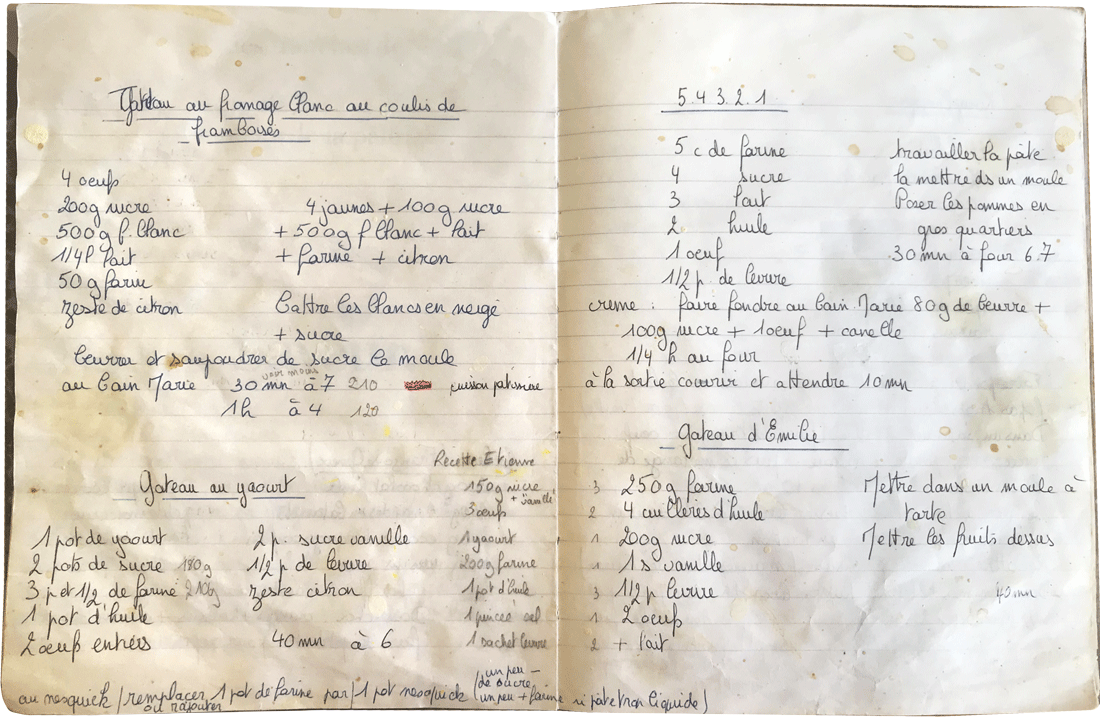 Gateau au fromage blanc au coulis de
framboises
4 oeufs
200g sucre
500g f. blanc
1/4 l lait
50g farin
zeste de citron
4 jaunes + 100g sucre
+ 500g f blanc + lait
+ farine + citron
battre les blancs en neige
+ sucre
beurrer et saupoudrer de sucre le moule
au bain Marie 30 mn à 7 210
voir moins
cuisson patissiere
1h à 4 120
Gateau au yaourt
1 pot de yaourt
2 pots de sucre 180g
3 p et 1/2 de farine 210g
1 pot d'huile
2 oeufs entiers
2 p. sucre vanille
1/2 p de levure
zeste citron
40 mn à 6
Recette Etienne
150g sucre
+ vanille
3 oeufs
1 yaourt
200g farine
1 pot d'huile
1 pincée sel
1 sachet levure
au nesquick / remplacer 1 pot de farine par / 1 pot nesquick (un peu -
ou rajouter
de sucre
un peu + farine si pâte trop liquide)
5.4.3.2.1
5 c de farine
4 sucre
3 lait
2 huile
1 oeuf
1/2 p. de levure
travailler la pâte
la mettre ds un moule
Poser les pommes en
gros quartiers
30 mn à four 6.7
creme : faire fondre au bain Marie 80g de beurre +
100g sucre + 1 oeuf + canelle
1/4 h au four
à la sortie couvrir et attendre 10 mn
Gateau d'Emilie
3 250g farine
2 4 cuillères d'huile
1 200g sucre
1 1 s vanille
3 1/2 p levure
1 2 oeufs
2 + lait
Mettre dans un moule à
tarte
Mettre les fruits dessus
40 mn